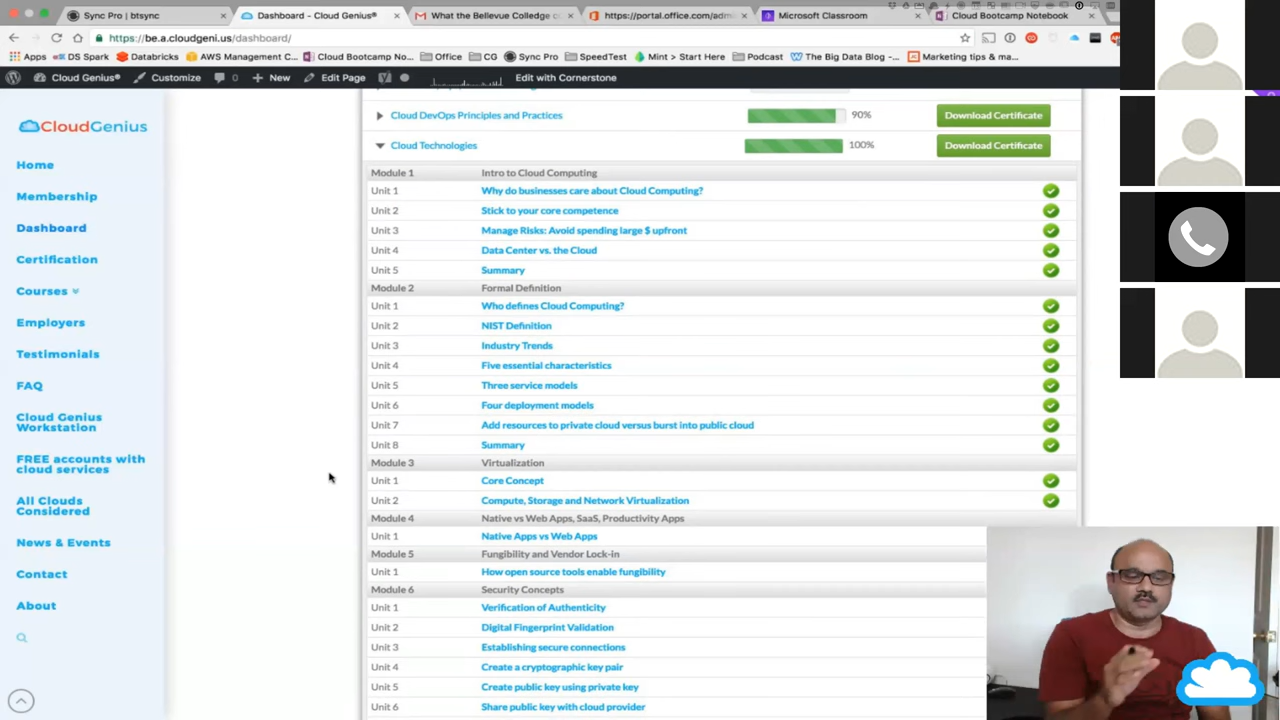 Sync Pro | btsync
Dashboard - Cloud Genius®
What the Bellevue Colledge c
https://portal.office.com/adm
Microsoft Classroom
Cloud Bootcamp Notebook
https://be.a.cloudgeni.us/dashboard/
Apps
DS Spark
Databricks
AWS Management C...
Cloud Bootcamp No...
Office
CG
Sync Pro
SpeedTest
Mint > Start Here
Podcast
The Big Data Blog -...
Marketing tips & ma...
Cloud Genius®
Customize
0
New
Edit Page
Edit with Cornerstone
CloudGenius
Home
Membership
Dashboard
Certification
Courses
Employers
Testimonials
FAQ
Cloud Genius
Workstation
FREE accounts with
cloud services
All Clouds
Considered
News & Events
Contact
About
Cloud DevOps Principles and Practices 90% Download Certificate
Cloud Technologies 100% Download Certificate
Module 1 Intro to Cloud Computing
Unit 1 Why do businesses care about Cloud Computing?
Unit 2 Stick to your core competence
Unit 3 Manage Risks: Avoid spending large $ upfront
Unit 4 Data Center vs. the Cloud
Unit 5 Summary
Module 2 Formal Definition
Unit 1 Who defines Cloud Computing?
Unit 2 NIST Definition
Unit 3 Industry Trends
Unit 4 Five essential characteristics
Unit 5 Three service models
Unit 6 Four deployment models
Unit 7 Add resources to private cloud versus burst into public cloud
Unit 8 Summary
Module 3 Virtualization
Unit 1 Core Concept
Unit 2 Compute, Storage and Network Virtualization
Module 4 Native vs Web Apps, SaaS, Productivity Apps
Unit 1 Native Apps vs Web Apps
Module 5 Fungibility and Vendor Lock-in
Unit 1 How open source tools enable fungibility
Module 6 Security Concepts
Unit 1 Verification of Authenticity
Unit 2 Digital Fingerprint Validation
Unit 3 Establishing secure connections
Unit 4 Create a cryptographic key pair
Unit 5 Create public key using private key
Unit 6 Share public key with cloud provider